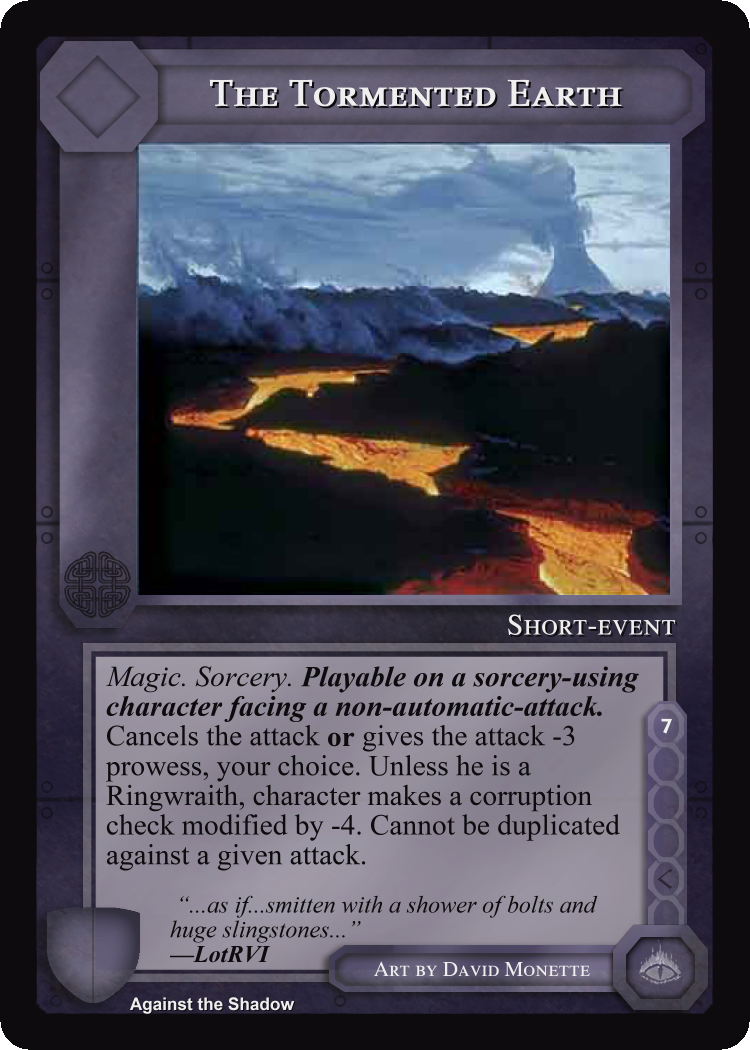 The Tormented Earth
Short-event
Magic. Sorcery. Playable on a sorcery-using
character facing a non-automatic-attack.
Cancels the attack or gives the attack -3
prowess, your choice. Unless he is a
Ringwraith, character makes a corruption
check modified by -4. Cannot be duplicated
against a given attack.
7
"...as if...smitten with a shower of bolts and
huge slingstones..."
—LotRVI
Art by David Monette
Against the Shadow